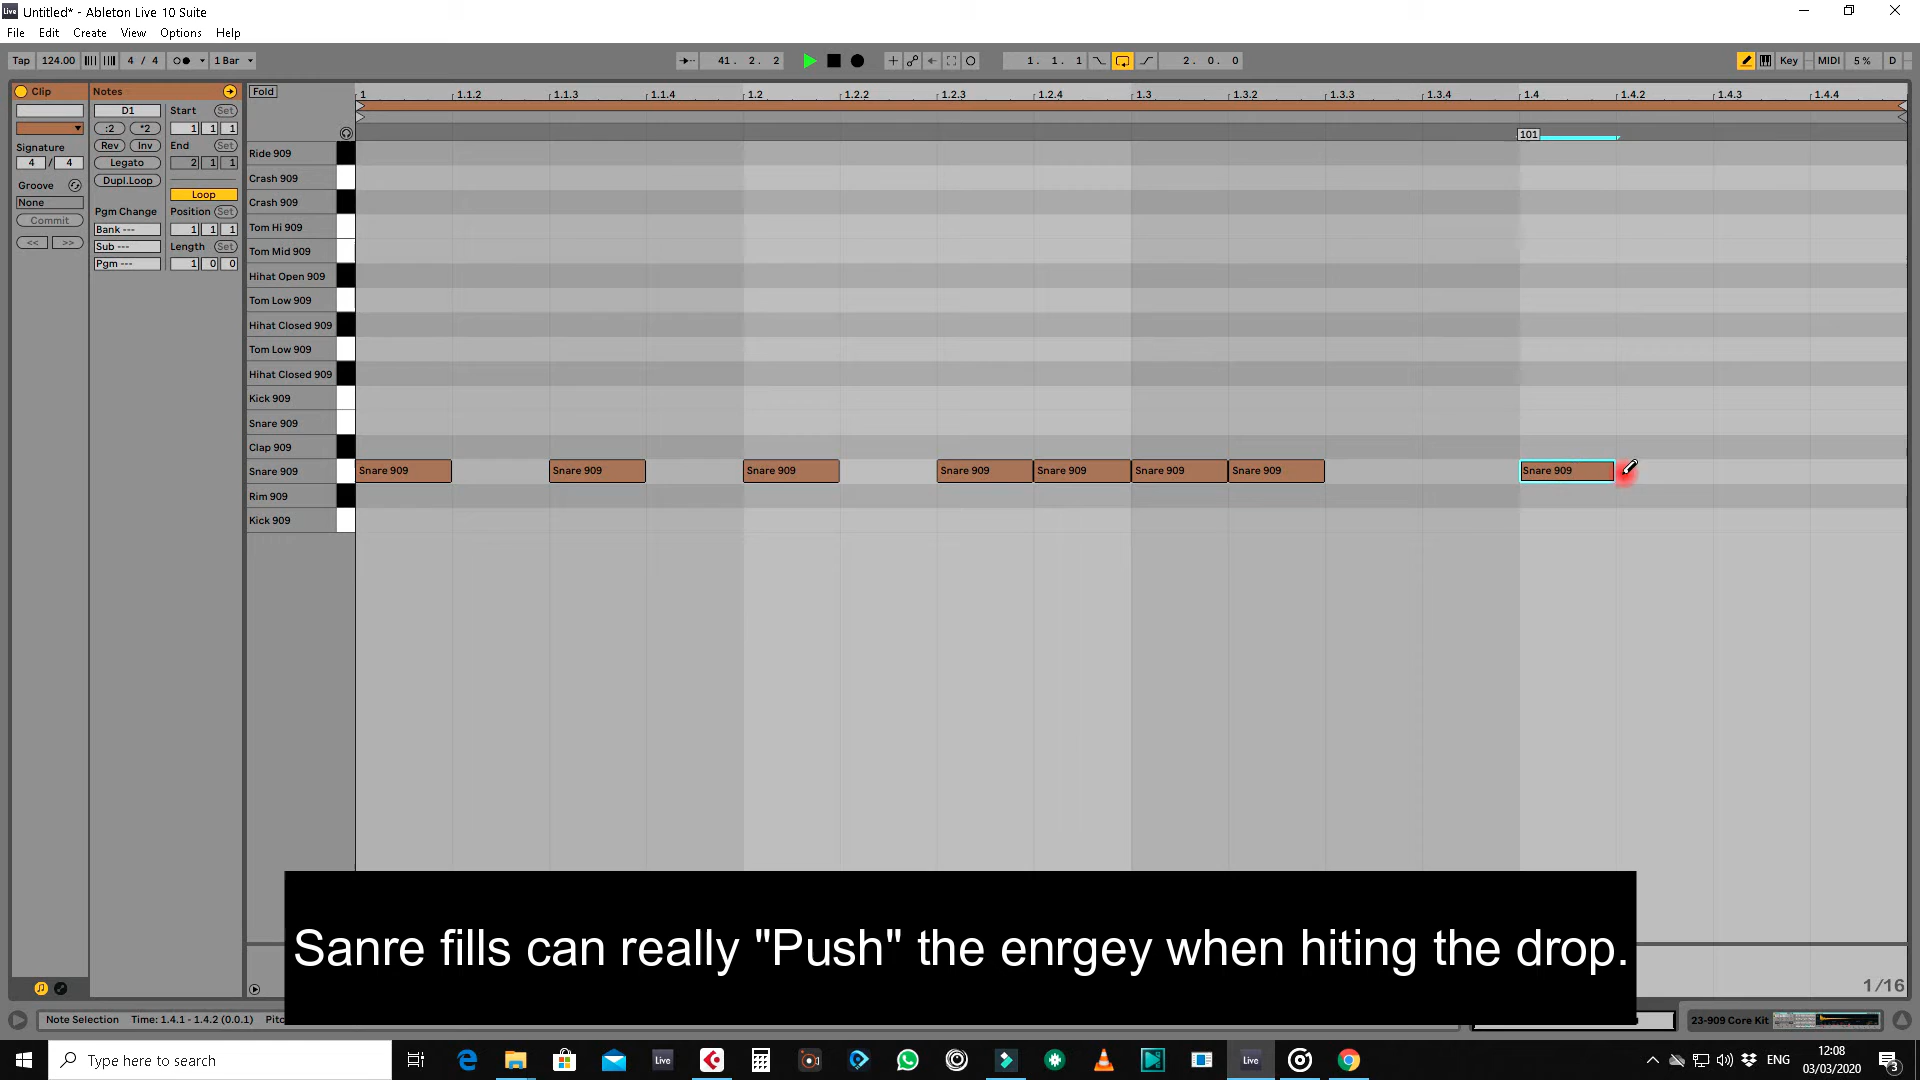 Live Untitled* - Ableton Live 10 Suite
File Edit Create View Options Help
Tap 124.00 4 / 4 1 Bar 41. 2. 2 1. 1. 1 2. 0. 0 Key MIDI 5 % D
Clip Notes Fold 1 1.1.2 1.1.3 1.1.4 1.2 1.2.2 1.2.3 1.2.4 1.3 1.3.2 1.3.3 1.3.4 1.4 1.4.2 1.4.3 1.4.4
D1 Start Set
:2 *2 1 1 1
101
Rev Inv End Set
Signature
4 / 4 Legato 2 1 1
Dupl.Loop
Groove
Loop
None
Pgm Change Position Set
Commit
Bank --- 1 1 1
<< >> Sub --- Length Set
Pgm --- 1 0 0
Ride 909
Crash 909
Crash 909
Tom Hi 909
Tom Mid 909
Hihat Open 909
Tom Low 909
Hihat Closed 909
Tom Low 909
Hihat Closed 909
Kick 909
Snare 909
Clap 909
Snare 909 Snare 909 Snare 909 Snare 909 Snare 909 Snare 909 Snare 909 Snare 909 Snare 909
Rim 909
Kick 909
Sanre fills can really "Push" the enrgey when hiting the drop.
1/16
Note Selection Time: 1.4.1 - 1.4.2 (0.0.1) Pitc
23-909 Core Kit
Type here to search
Live
Live
ENG
12:08
03/03/2020
3